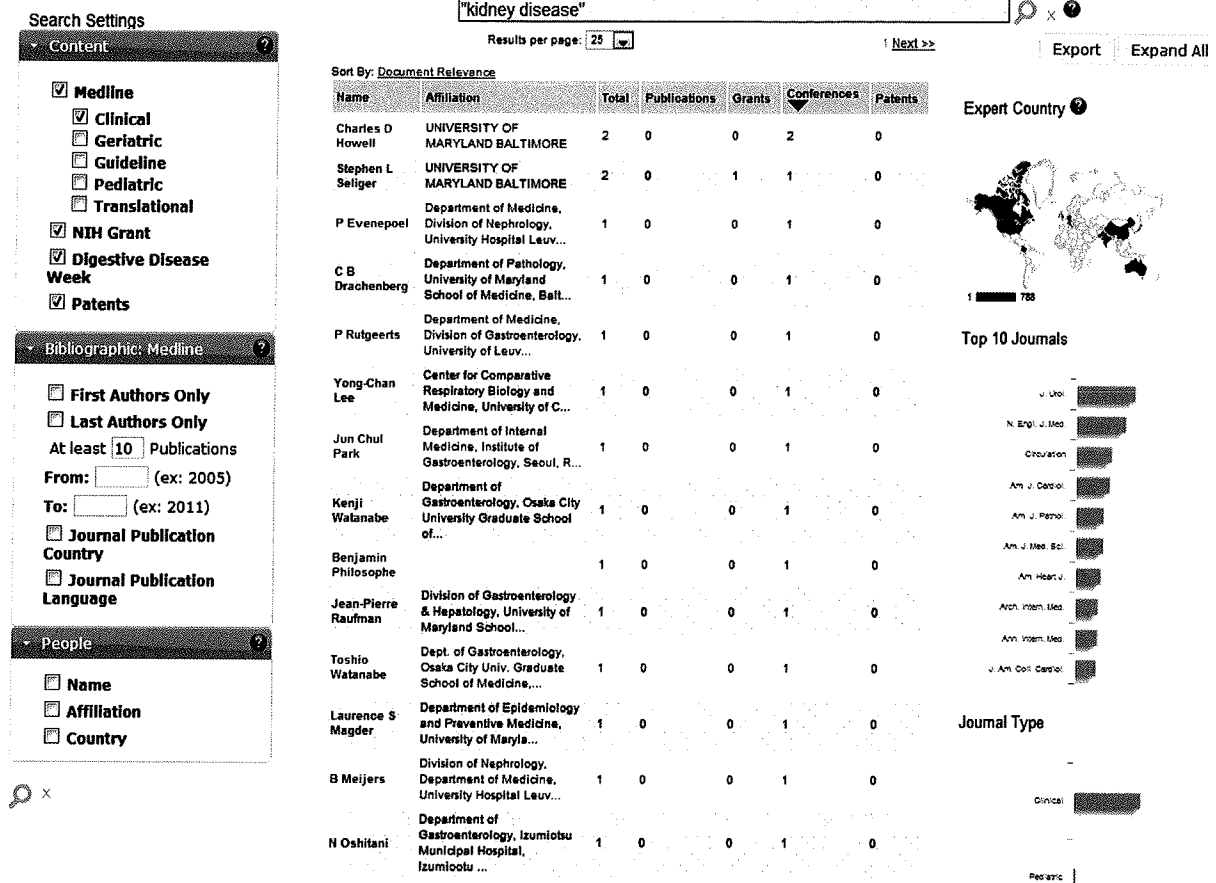 "kidney disease"
x ?
Search Settings
Content ?
Medline
Clinical
Geriatric
Guideline
Pediatric
Translational
NIH Grant
Digestive Disease
Week
Patents
Bibliographic: Medline ?
First Authors Only
Last Authors Only
At least 10 Publications
From: (ex: 2005)
To: (ex: 2011)
Journal Publication
Country
Journal Publication
Language
People ?
Name
Affiliation
Country
x
Results per page: 25
1 Next >>
Export Expand All
Sort By: Document Relevance
Name Affiliation Total Publications Grants Conferences Patents
Charles D
Howell
UNIVERSITY OF
MARYLAND BALTIMORE
2 0 0 2 0
Stephen L
Seliger
UNIVERSITY OF
MARYLAND BALTIMORE
2 0 1 1 0
P Evenepoel
Department of Medicine,
Division of Nephrology,
University Hospital Leuv...
1 0 0 1 0
C B
Drachenberg
Department of Pathology,
University of Maryland
School of Medicine, Balt...
1 0 0 1 0
P Rutgeerts
Department of Medicine,
Division of Gastroenterology,
University of Leuv...
1 0 0 1 0
Yong-Chan
Lee
Center for Comparative
Respiratory Biology and
Medicine, University of C...
1 0 0 1 0
Jun Chul
Park
Department of Internal
Medicine, Institute of
Gastroenterology, Seoul, R...
1 0 0 1 0
Kenji
Watanabe
Department of
Gastroenterology, Osaka City
University Graduate School
of...
1 0 0 1 0
Benjamin
Philosophe
1 0 0 1 0
Jean-Pierre
Raufman
Division of Gastroenterology
& Hepatology, University of
Maryland School...
1 0 0 1 0
Toshio
Watanabe
Dept. of Gastroenterology,
Osaka City Univ. Graduate
School of Medicine,...
1 0 0 1 0
Laurence S
Magder
Department of Epidemiology
and Preventive Medicine,
University of Maryla...
1 0 0 1 0
B Meijers
Division of Nephrology,
Department of Medicine,
University Hospital Leuv...
1 0 0 1 0
N Oshitani
Department of
Gastroenterology, Izumiotsu
Municipal Hospital,
Izumiootu ...
1 0 0 1 0
Expert Country ?
1 788
Top 10 Journals
J. Urol.
N. Engl. J. Med.
Circulation
Am. J. Cardiol.
Am. J. Pathol.
Am. J. Med. Sci.
Am. Heart J.
Arch. Intern. Med.
Ann. Intern. Med.
J. Am. Coll. Cardiol.
Journal Type
Clinical
Pediatric